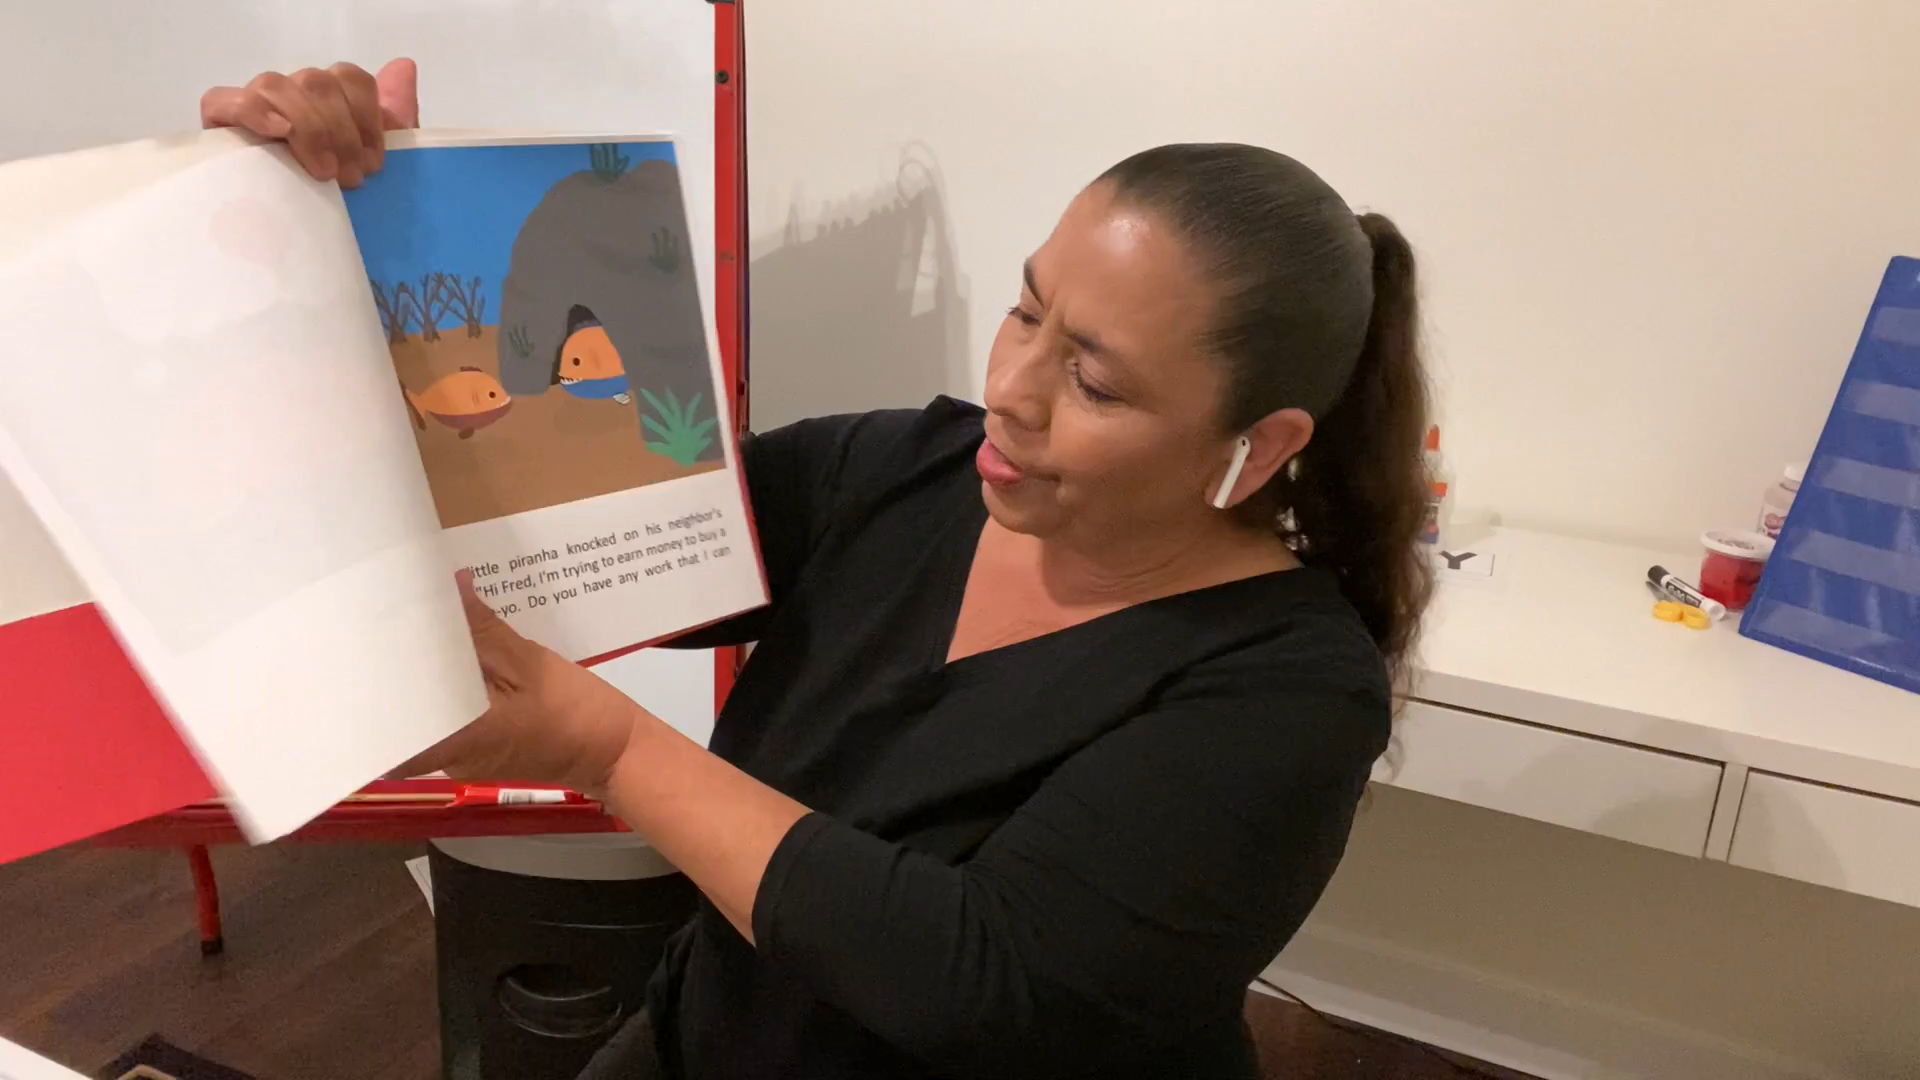 little piranha knocked on his neighbor's
"Hi Fred, I'm trying to earn money to buy a
-yo. Do you have any work that I can
Y